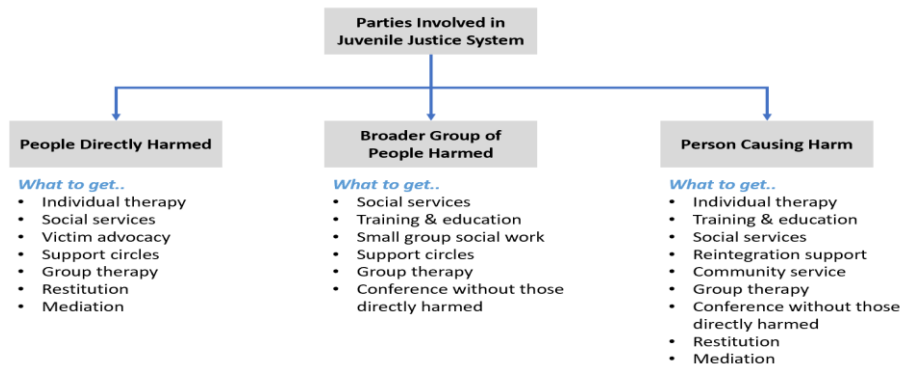 Parties Involved in
Juvenile Justice System
People Directly Harmed
What to get..
• Individual therapy
• Social services
• Victim advocacy
• Support circles
• Group therapy
• Restitution
• Mediation
Broader Group of
People Harmed
What to get..
• Social services
• Training & education
• Small group social work
• Support circles
• Group therapy
• Conference without those
directly harmed
Person Causing Harm
What to get..
• Individual therapy
• Training & education
• Social services
• Reintegration support
• Community service
• Group therapy
• Conference without those
directly harmed
• Restitution
• Mediation